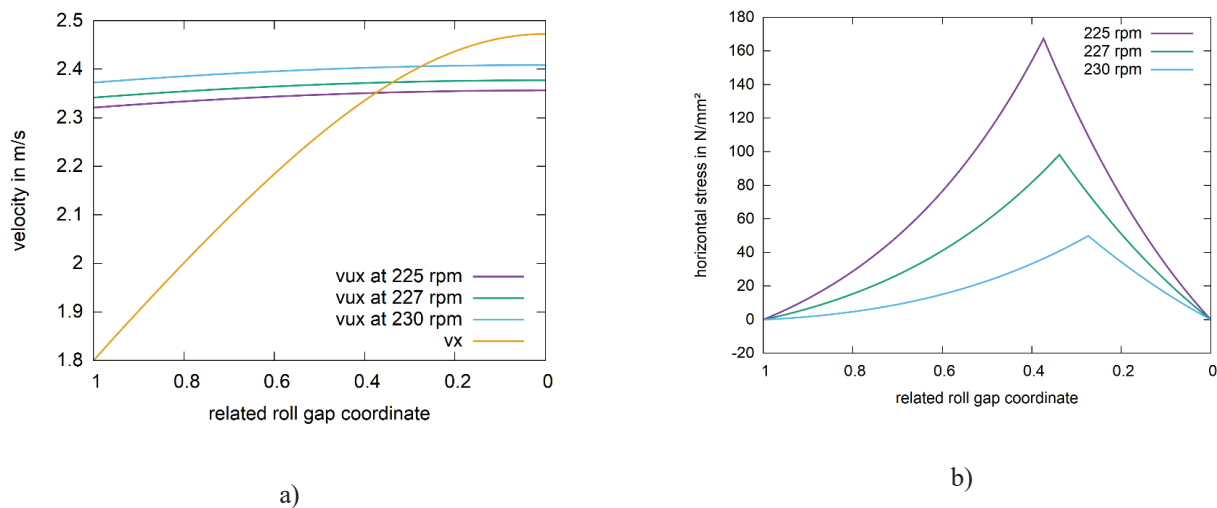 2.5
2.4
2.3
2.2
2.1
2
1.9
1.8
velocity in m/s
vux at 225 rpm
vux at 227 rpm
vux at 230 rpm
vx
1 0.8 0.6 0.4 0.2 0
related roll gap coordinate
a)
180
160
140
120
100
80
60
40
20
0
-20
horizontal stress in N/mm²
225 rpm
227 rpm
230 rpm
1 0.8 0.6 0.4 0.2 0
related roll gap coordinate
b)